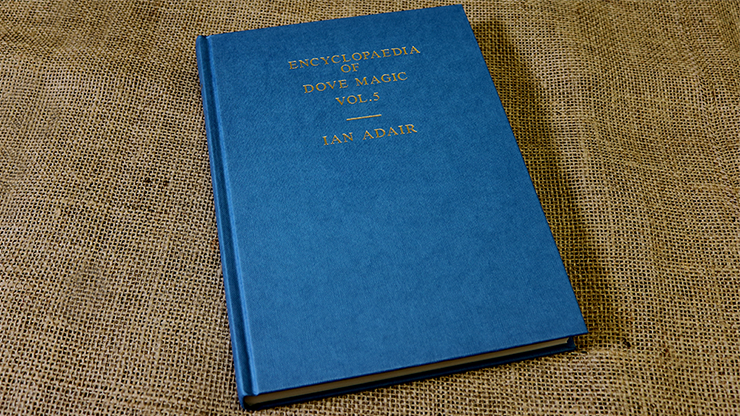 ENCYCLOPAEDIA
OF
DOVE MAGIC
VOL.5
IAN ADAIR